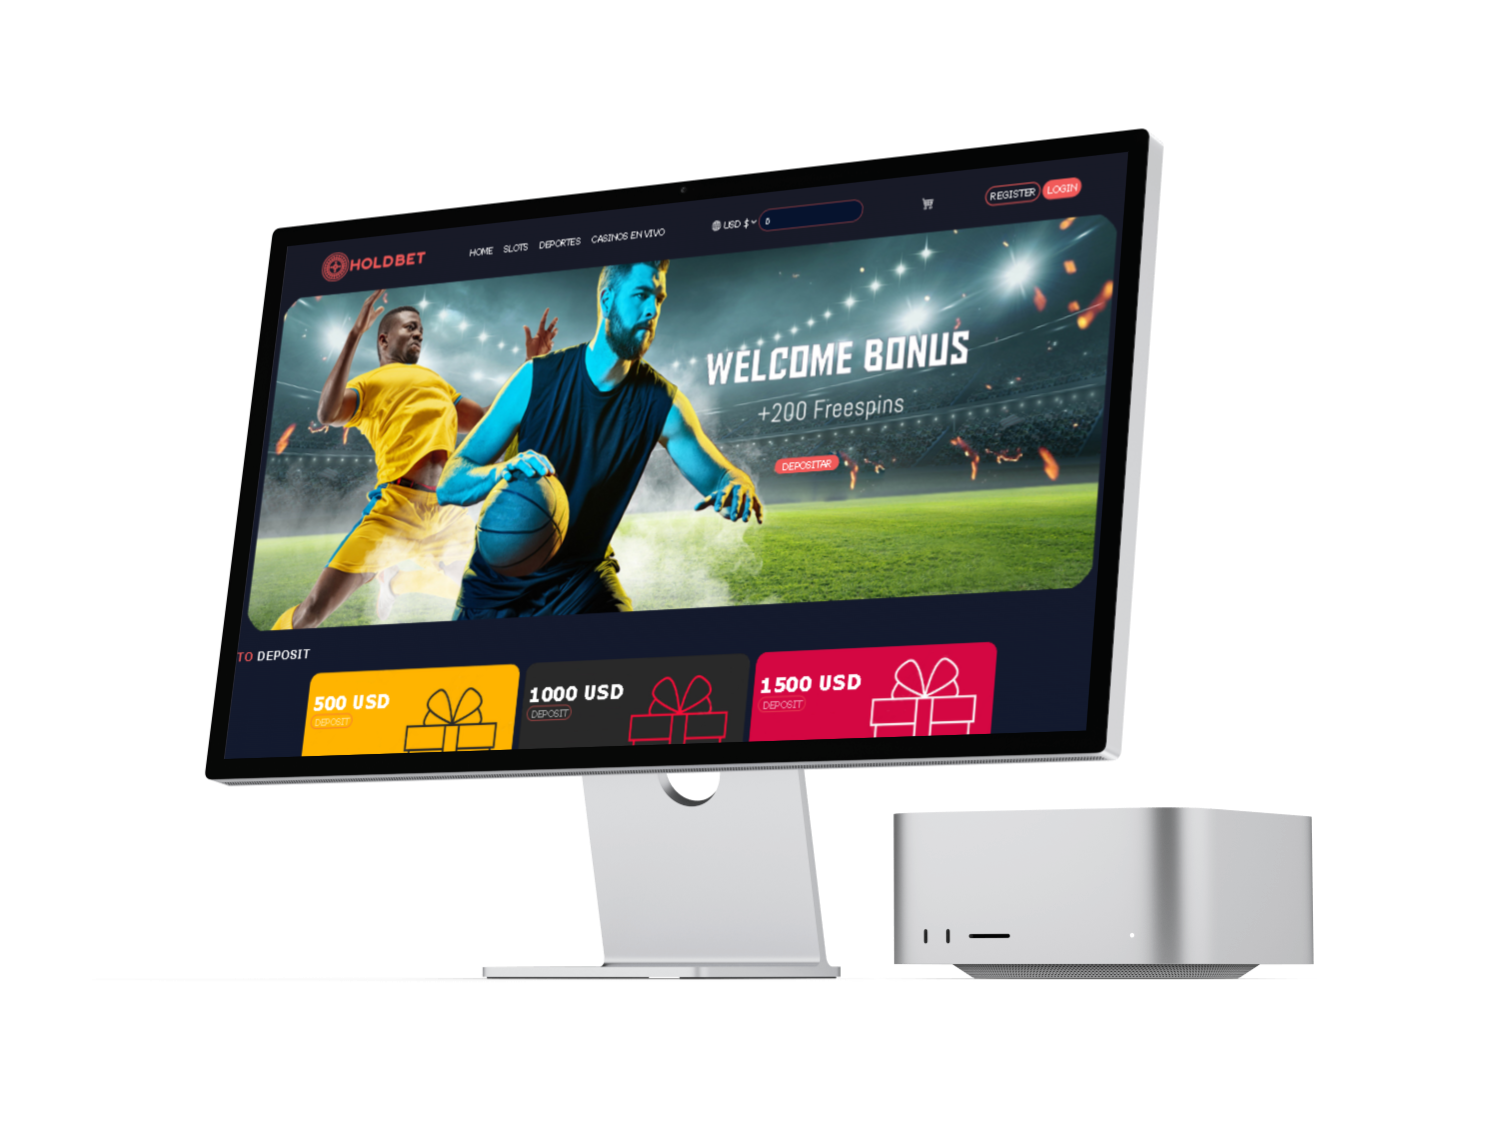 HOLDBET
HOME SLOTS DEPORTES CASINOS EN VIVO
USD $
REGISTER LOGIN
WELCOME BONUS
+200 Freespins
DEPOSITAR
TO DEPOSIT
500 USD
DEPOSIT
1000 USD
DEPOSIT
1500 USD
DEPOSIT